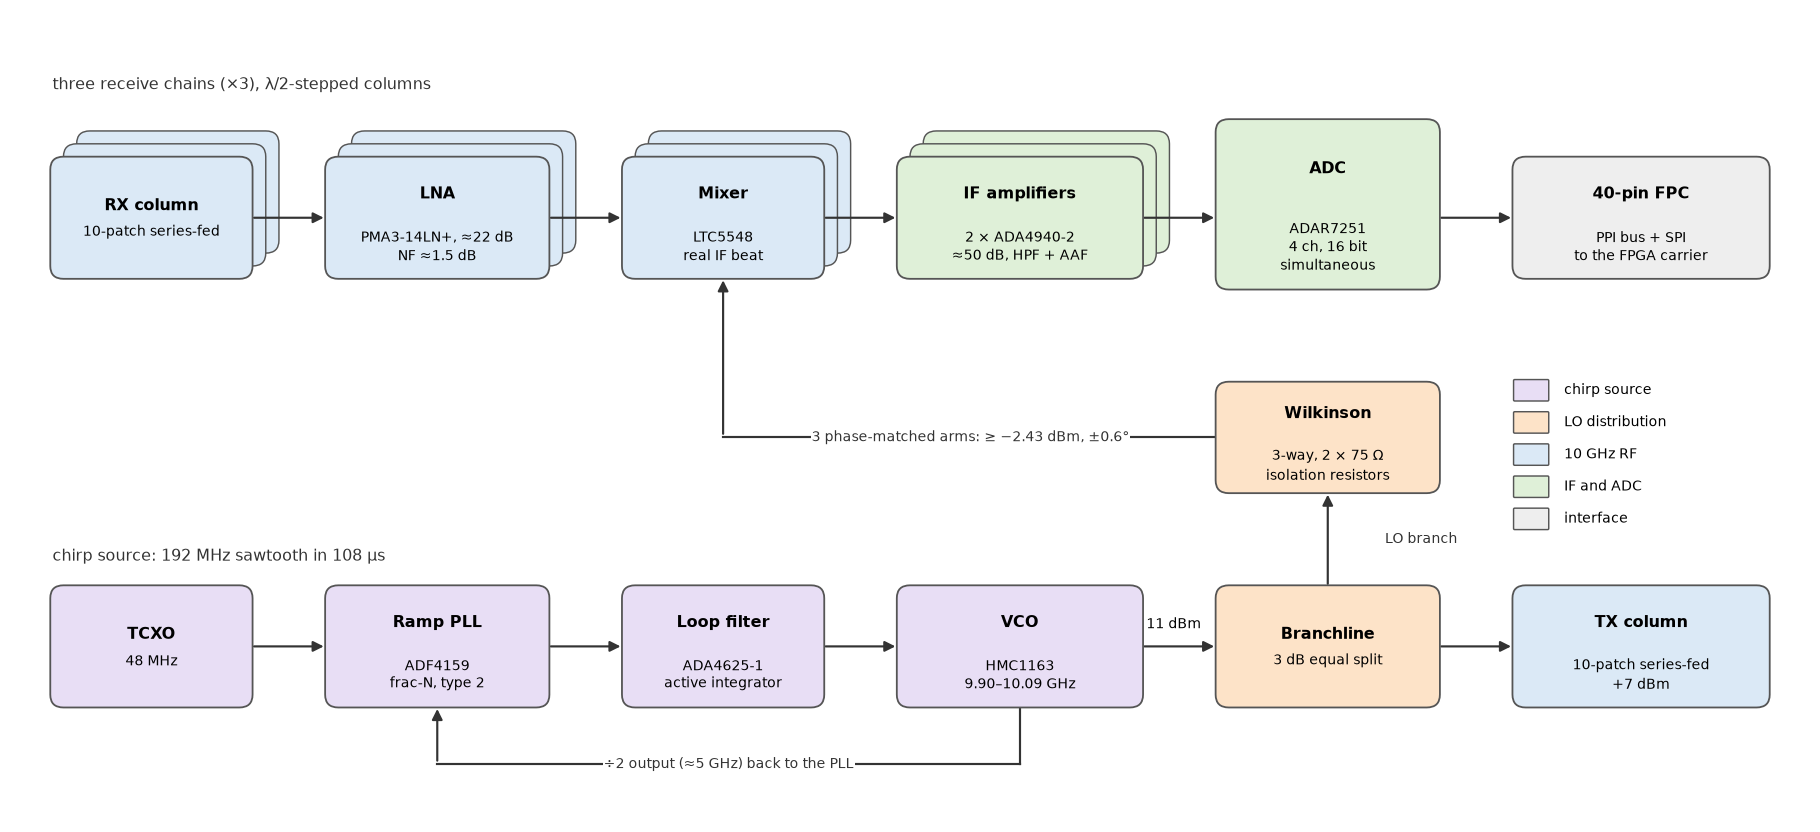 three receive chains (×3), λ/2-stepped columns
RX column
10-patch series-fed
LNA
PMA3-14LN+, ≈22 dB
NF ≈1.5 dB
Mixer
LTC5548
real IF beat
IF amplifiers
2 × ADA4940-2
≈50 dB, HPF + AAF
ADC
ADAR7251
4 ch, 16 bit
simultaneous
40-pin FPC
PPI bus + SPI
to the FPGA carrier
3 phase-matched arms: ≥ −2.43 dBm, ±0.6°
Wilkinson
3-way, 2 × 75 Ω
isolation resistors
chirp source
LO distribution
10 GHz RF
IF and ADC
interface
LO branch
chirp source: 192 MHz sawtooth in 108 µs
TCXO
48 MHz
Ramp PLL
ADF4159
frac-N, type 2
Loop filter
ADA4625-1
active integrator
VCO
HMC1163
9.90–10.09 GHz
11 dBm
Branchline
3 dB equal split
TX column
10-patch series-fed
+7 dBm
÷2 output (≈5 GHz) back to the PLL